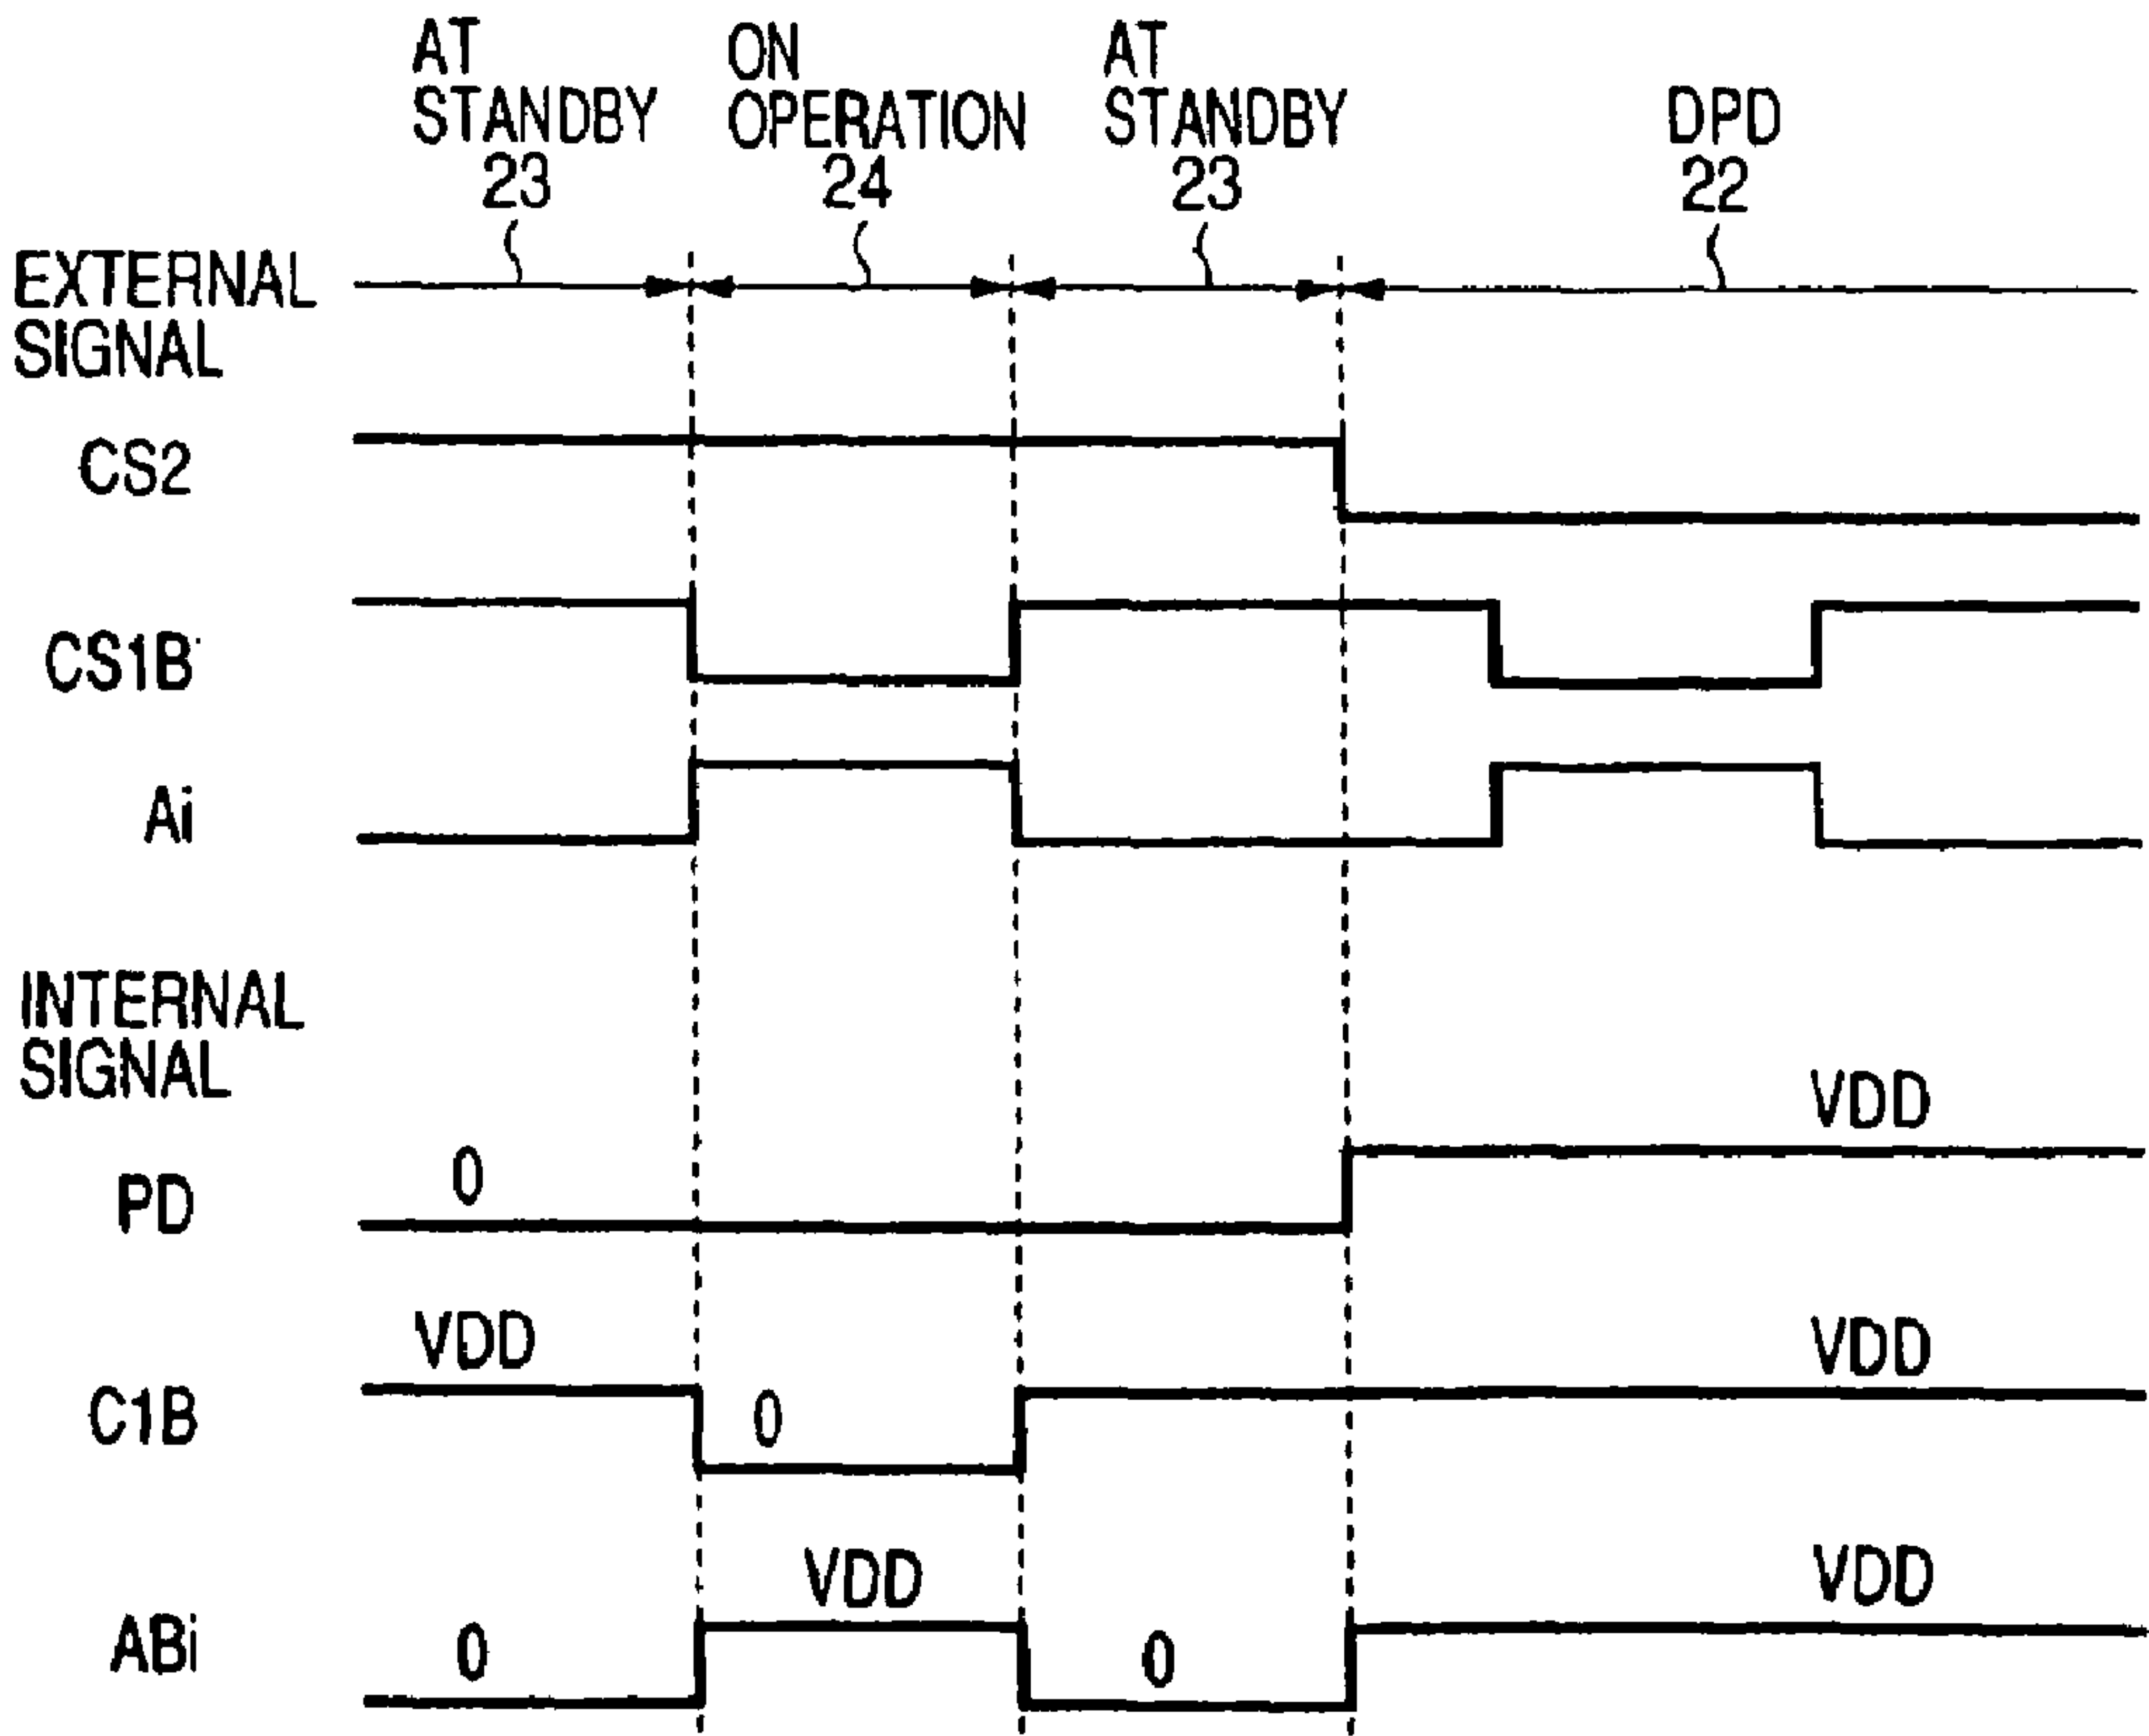 AT
STANDBY
23
ON
OPERATION
24
AT
STANDBY
23
DPD
22
EXTERNAL
SIGNAL
CS2
CS1B
Ai
INTERNAL
SIGNAL
PD
0
VDD
C1B
VDD
0
VDD
ABi
0
VDD
0
VDD